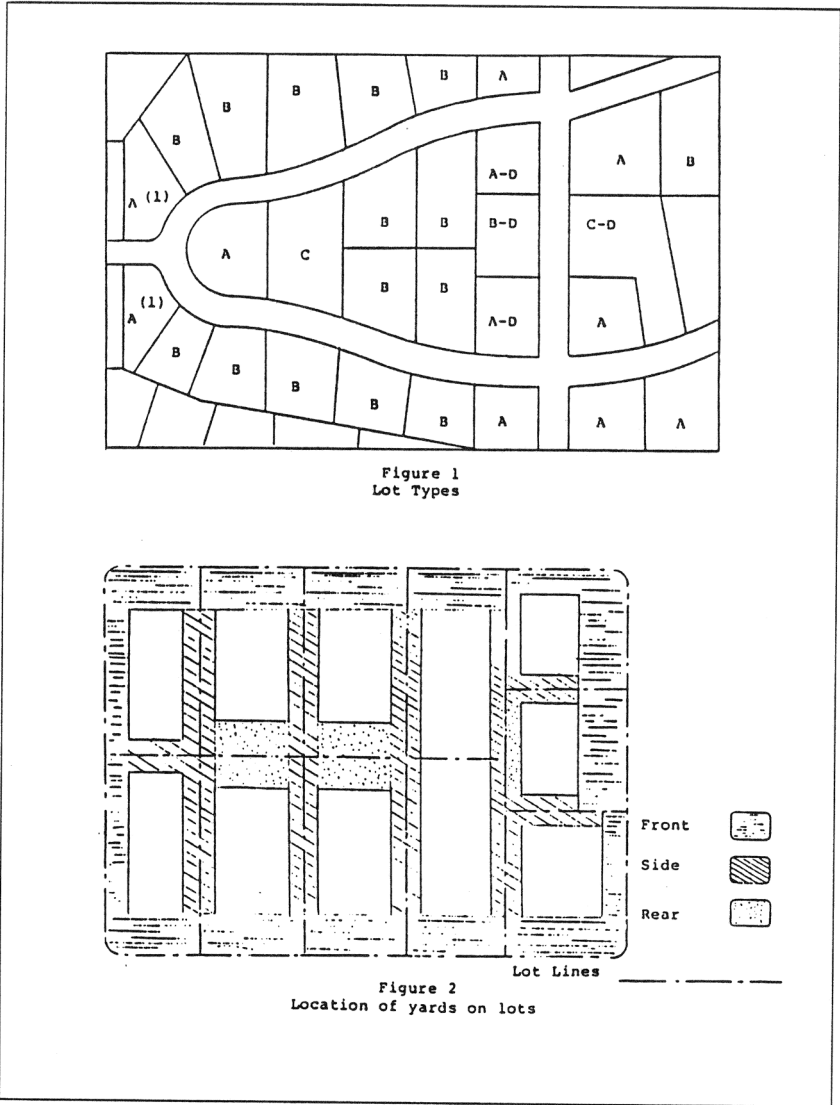 B
A
B
B
B
B
B
A (1)
A-D
A
B
B
B
B-D
C-D
A
C
B
B
A (1)
A-D
A
B
B
B
B
B
A
A
A
Figure 1
Lot Types
Front
Side
Rear
Lot Lines
Figure 2
Location of yards on lots